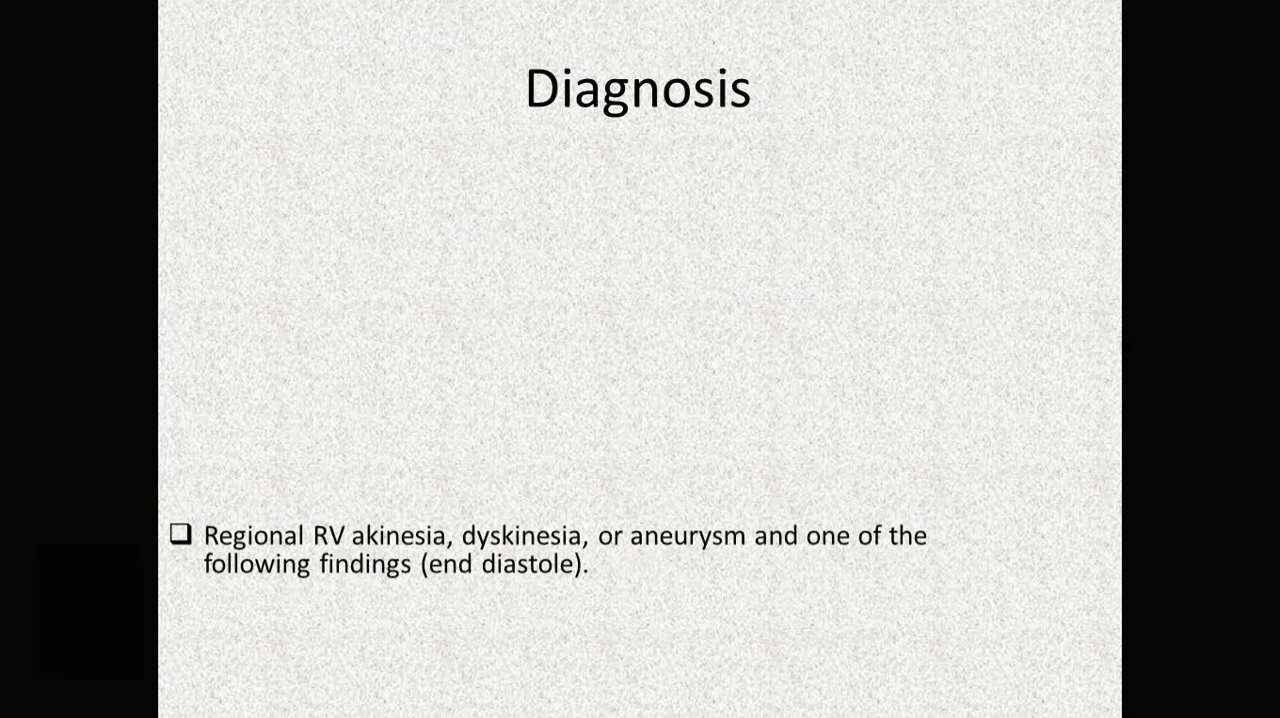 Diagnosis
Regional RV akinesia, dyskinesia, or aneurysm and one of the
following findings (end diastole).